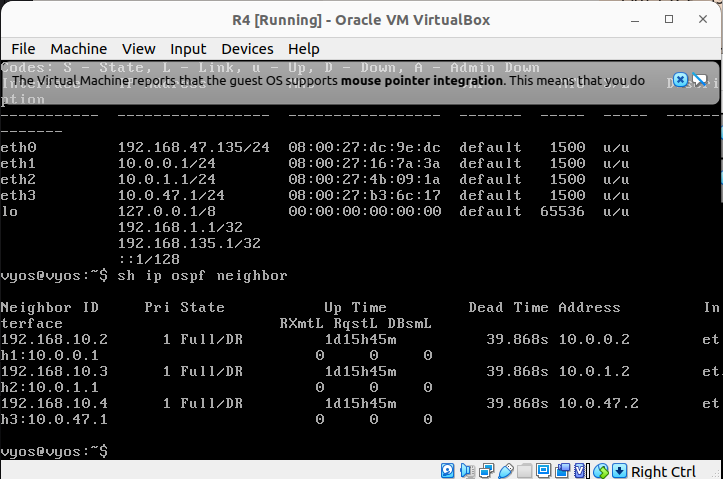 R4 [Running] - Oracle VM VirtualBox
File Machine View Input Devices Help
Codes: S - State, L - Link, u - Up, D - Down, A - Admin Down
The Virtual Machine reports that the guest OS supports mouse pointer integration. This means that you do
ption
----------- ----------------- ----------------- --------- ----- ----- ------
-------
eth0 192.168.47.135/24 08:00:27:dc:9e:dc default 1500 u/u
eth1 10.0.0.1/24 08:00:27:16:7a:3a default 1500 u/u
eth2 10.0.1.1/24 08:00:27:4b:09:1a default 1500 u/u
eth3 10.0.47.1/24 08:00:27:b3:6c:17 default 1500 u/u
lo 127.0.0.1/8 00:00:00:00:00:00 default 65536 u/u
192.168.1.1/32
192.168.135.1/32
::1/128
vyos@vyos:~$ sh ip ospf neighbor
Neighbor ID Pri State Up Time Dead Time Address In
terface RXmtL RqstL DBsmL
192.168.10.2 1 Full/DR 1d15h45m 39.868s 10.0.0.2 et
h1:10.0.0.1 0 0 0
192.168.10.3 1 Full/DR 1d15h45m 39.868s 10.0.1.2 et
h2:10.0.1.1 0 0 0
192.168.10.4 1 Full/DR 1d15h45m 39.868s 10.0.47.2 et
h3:10.0.47.1 0 0 0
vyos@vyos:~$
Right Ctrl